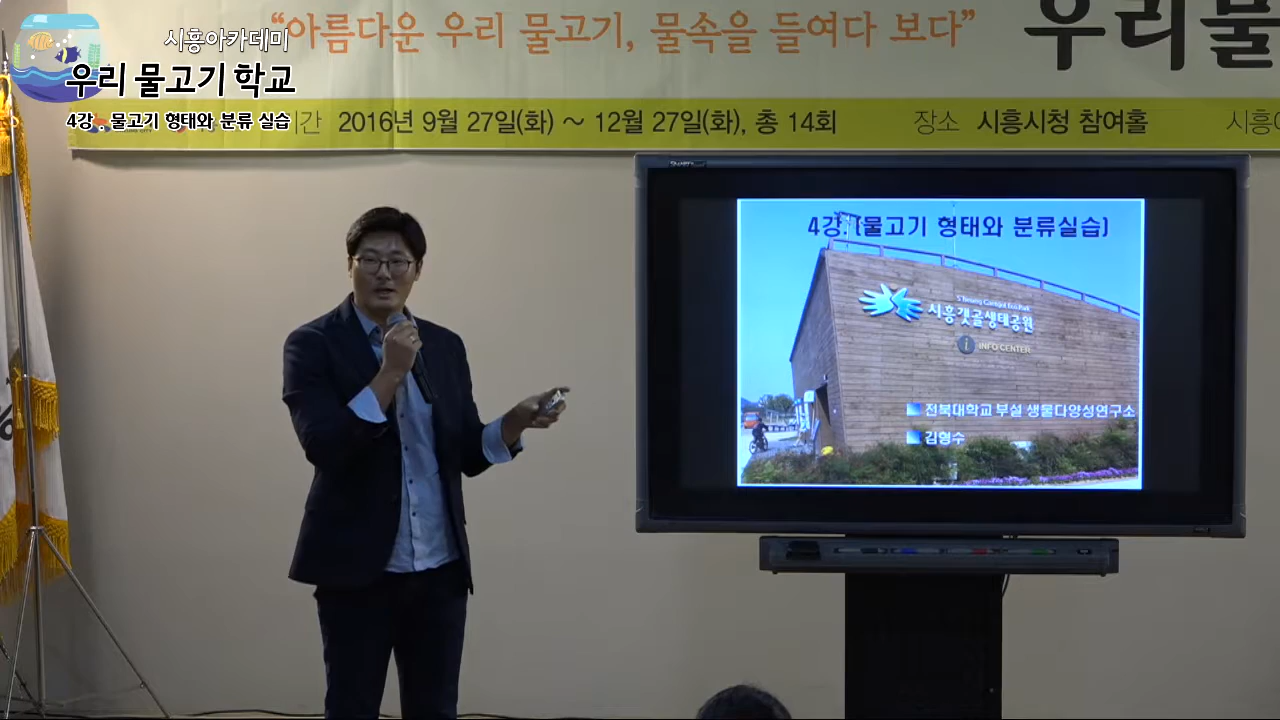 “아름다운 우리 물고기, 물속을 들여다 보다”
우리물
시흥아카데미
우리 물고기 학교
4강. 물고기 형태와 분류 실습
간 2016년 9월 27일(화) ~ 12월 27일(화), 총 14회
장소 시흥시청 참여홀
시흥
4강. (물고기 형태와 분류실습)
시흥갯골생태공원
i INFO CENTER
전북대학교 부설 생물다양성연구소
김형수